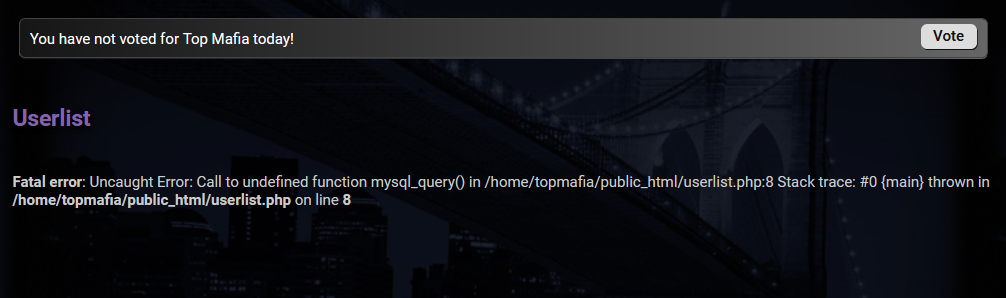 You have not voted for Top Mafia today!
Vote
Userlist
Fatal error: Uncaught Error: Call to undefined function mysql_query() in /home/topmafia/public_html/userlist.php:8 Stack trace: #0 {main} thrown in
/home/topmafia/public_html/userlist.php on line 8